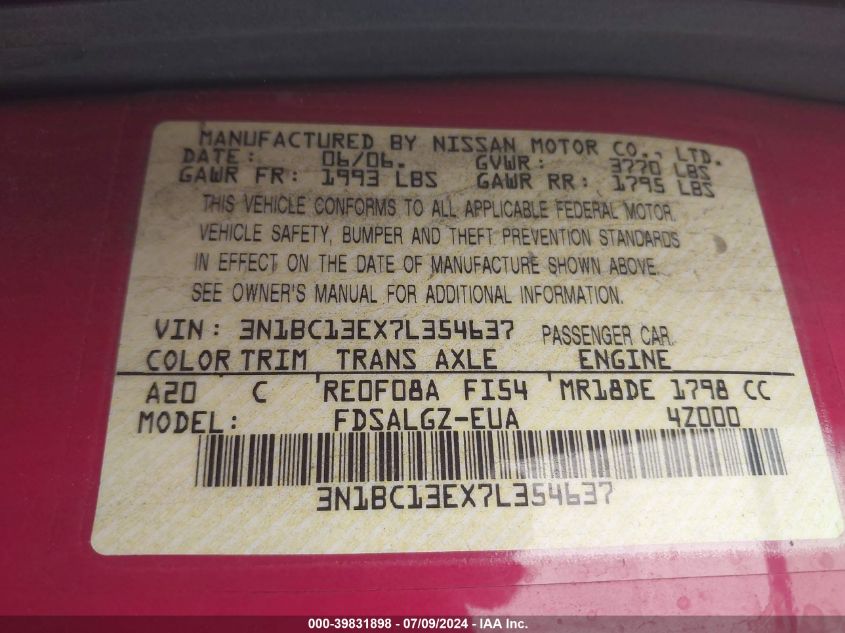 MANUFACTURED BY NISSAN MOTOR CO., LTD.
DATE: 06/06. GVWR: 3770 LBS
GAWR FR: 1993 LBS GAWR RR: 1795 LBS
THIS VEHICLE CONFORMS TO ALL APPLICABLE FEDERAL MOTOR
VEHICLE SAFETY, BUMPER AND THEFT PREVENTION STANDARDS
IN EFFECT ON THE DATE OF MANUFACTURE SHOWN ABOVE.
SEE OWNER'S MANUAL FOR ADDITIONAL INFORMATION.
VIN: 3N1BC13EX7L354637 PASSENGER CAR
COLOR TRIM TRANS AXLE ENGINE
A20 C RE0F08A FI54 MR18DE 1798 CC
MODEL: FDSALGZ-EUA 4Z000
3N1BC13EX7L354637
000-39831898 - 07/09/2024 - IAA Inc.